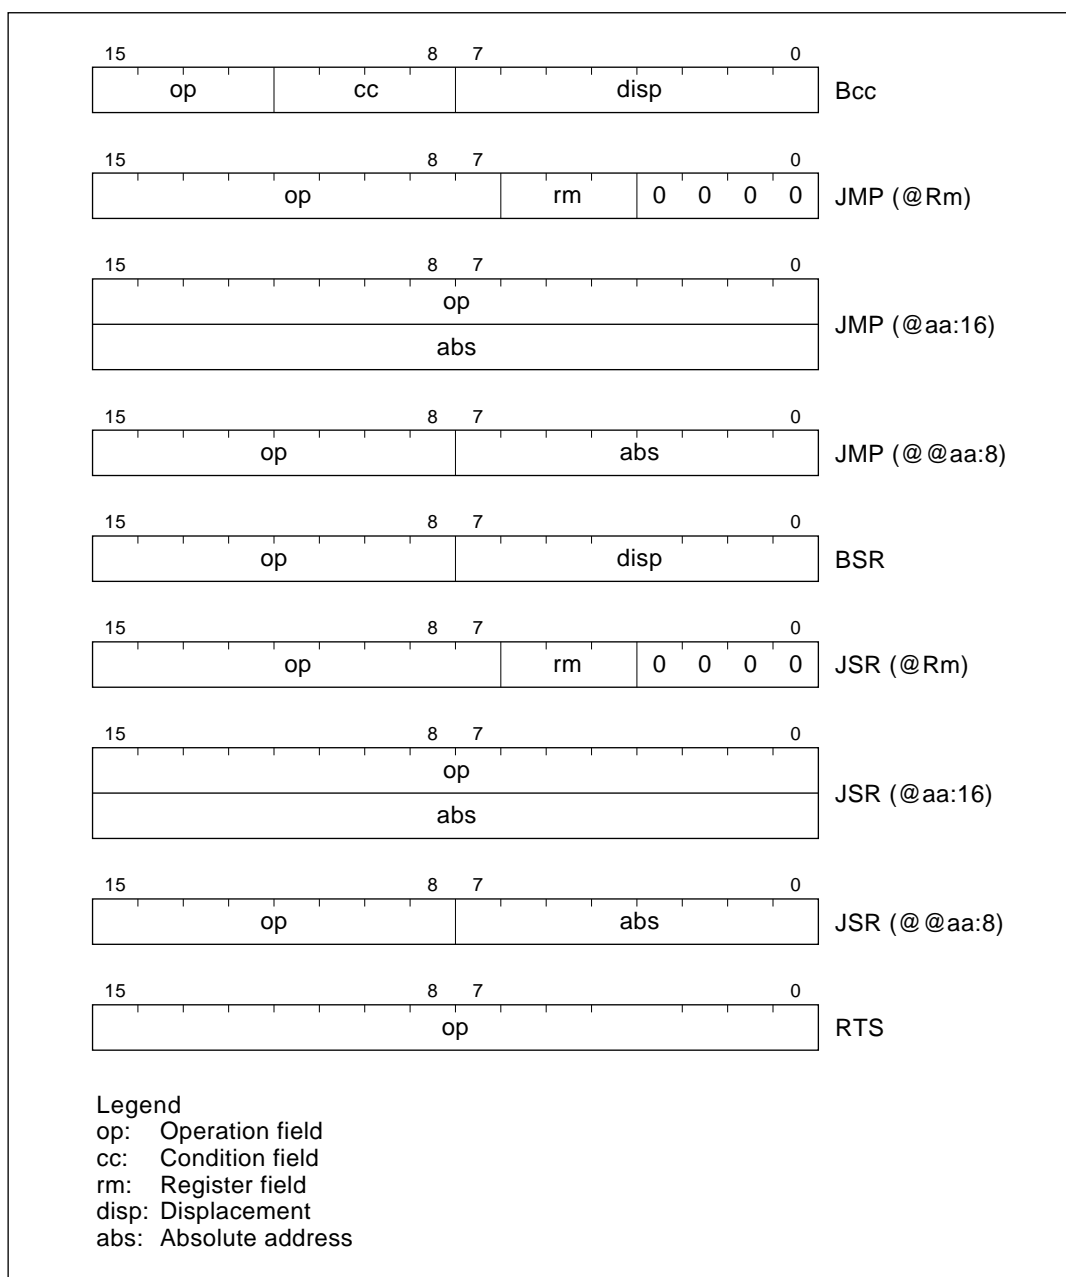 15 8 7 0
op cc disp Bcc
15 8 7 0
op rm 0 0 0 0 JMP (@Rm)
15 8 7 0
op
JMP (@aa:16)
abs
15 8 7 0
op abs JMP (@@aa:8)
15 8 7 0
op disp BSR
15 8 7 0
op rm 0 0 0 0 JSR (@Rm)
15 8 7 0
op
JSR (@aa:16)
abs
15 8 7 0
op abs JSR (@@aa:8)
15 8 7 0
op RTS
Legend
op: Operation field
cc: Condition field
rm: Register field
disp: Displacement
abs: Absolute address